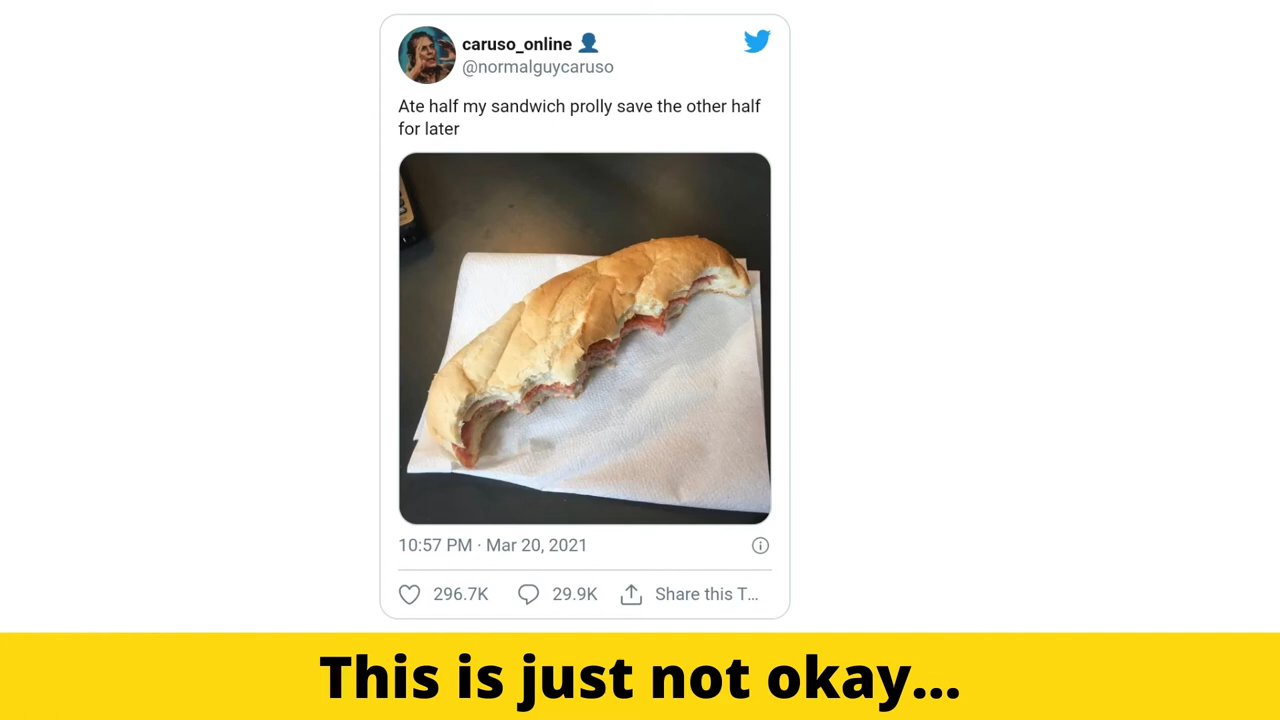 caruso_online 👤
@normalguycaruso
Ate half my sandwich prolly save the other half
for later
10:57 PM · Mar 20, 2021
296.7K 29.9K Share this T...
This is just not okay...